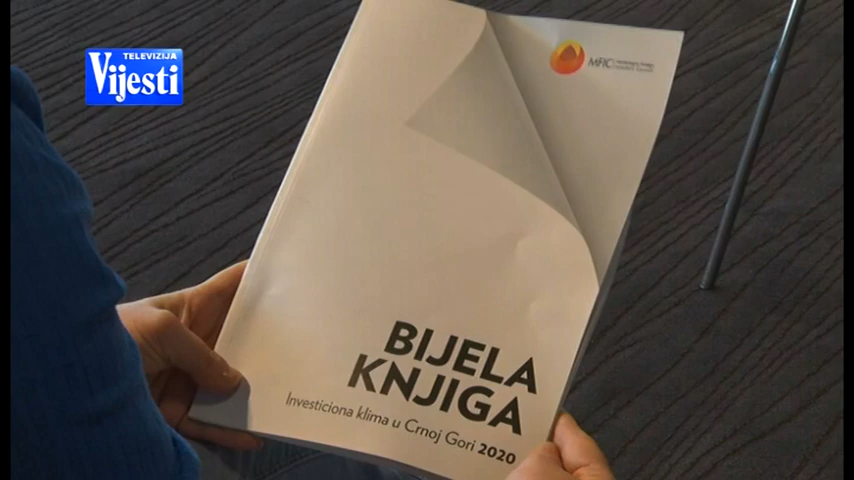 TELEVIZIJA
Vijesti
MFIC
BIJELA
KNJIGA
Investiciona klima u Crnoj Gori 2020